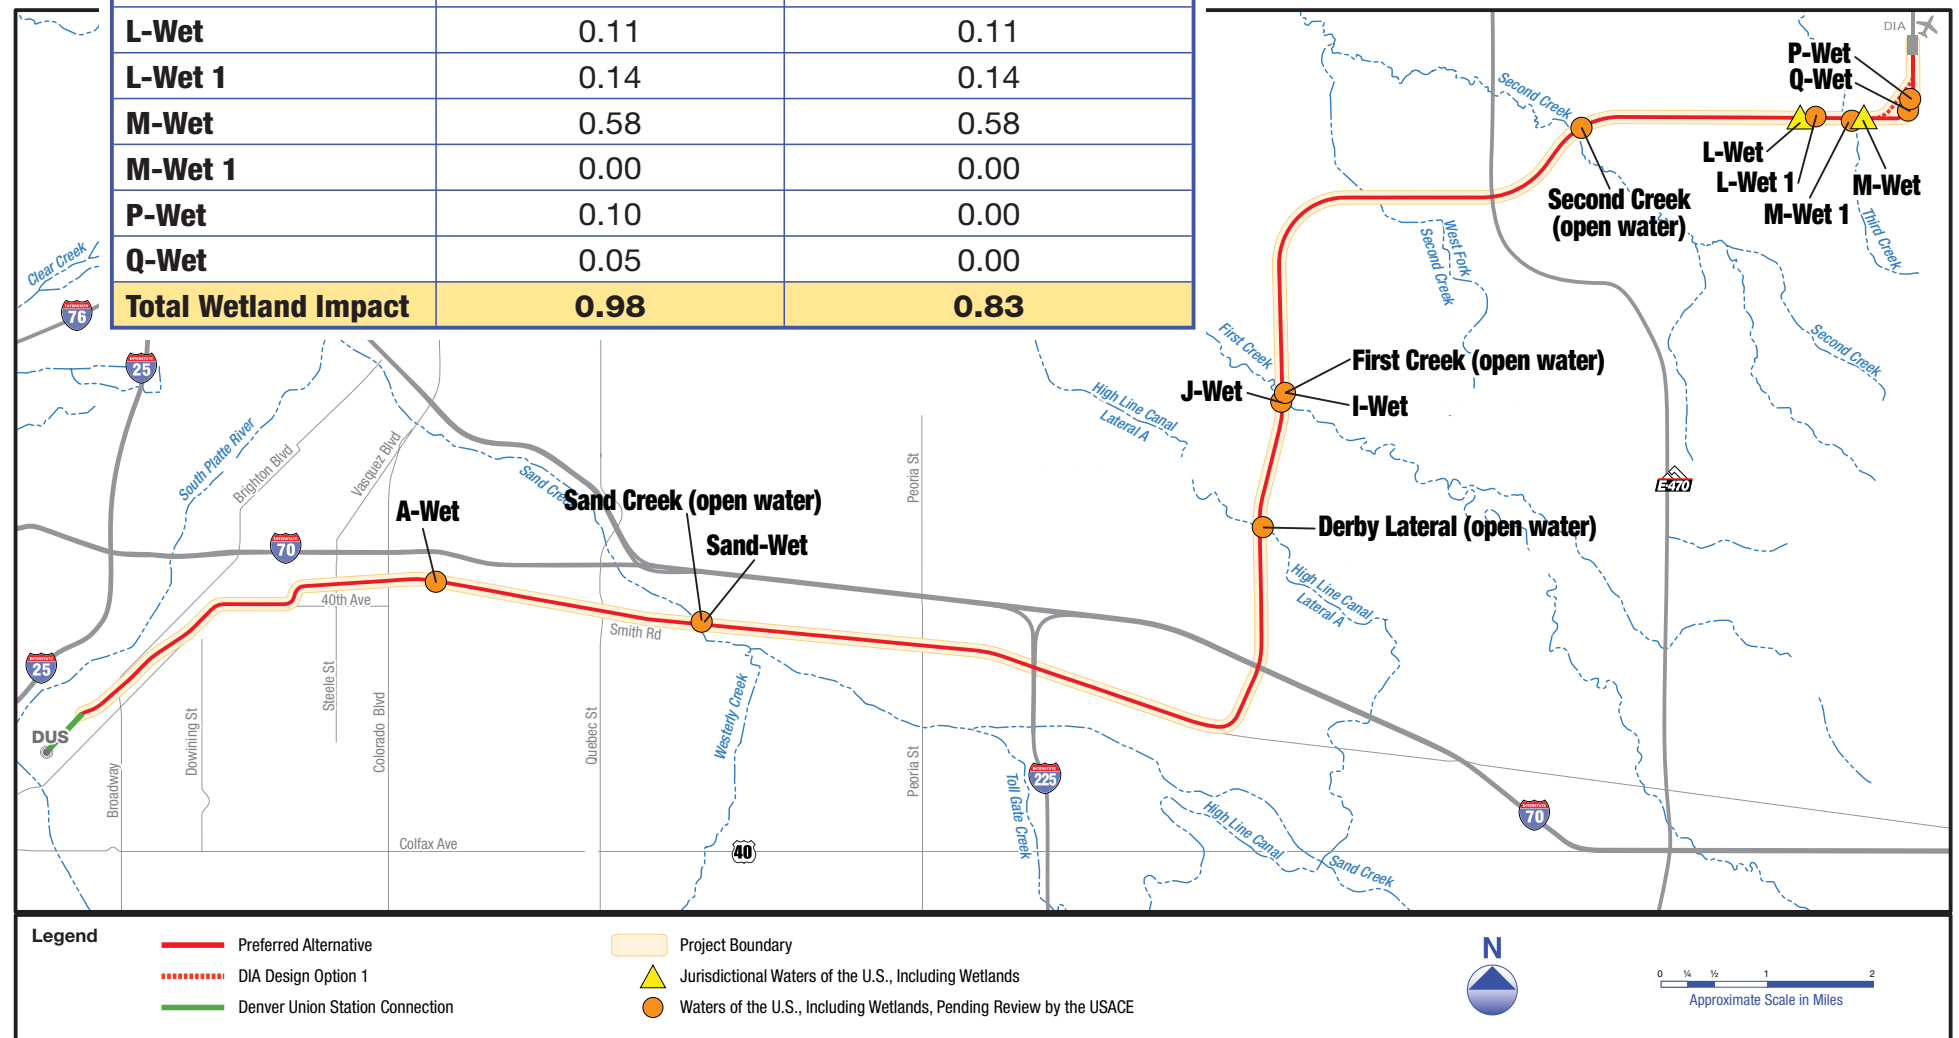 L-Wet 0.11 0.11
L-Wet 1 0.14 0.14
M-Wet 0.58 0.58
M-Wet 1 0.00 0.00
P-Wet 0.10 0.00
Q-Wet 0.05 0.00
Total Wetland Impact 0.98 0.83
DIA
P-Wet
Q-Wet
Second Creek
L-Wet
L-Wet 1
M-Wet 1
M-Wet
Second Creek
(open water)
Third Creek
West Fork
Second Creek
Clear Creek
INTERSTATE
76
INTERSTATE
25
First Creek
First Creek (open water)
J-Wet
I-Wet
Second Creek
High Line Canal
Lateral A
South Platte River
Brighton Blvd
Vasquez Blvd
Sand Creek
Peoria St
E-470
A-Wet
Sand Creek (open water)
Sand-Wet
Derby Lateral (open water)
INTERSTATE
70
High Line Canal
Lateral A
40th Ave
Smith Rd
INTERSTATE
25
Steele St
Westerly Creek
DUS
Downing St
Colorado Blvd
Quebec St
Peoria St
Broadway
Toll Gate Creek
INTERSTATE
225
High Line Canal
INTERSTATE
70
Colfax Ave
40
Sand Creek
Legend
Preferred Alternative
DIA Design Option 1
Denver Union Station Connection
Project Boundary
Jurisdictional Waters of the U.S., Including Wetlands
Waters of the U.S., Including Wetlands, Pending Review by the USACE
N
0 ¼ ½ 1 2
Approximate Scale in Miles